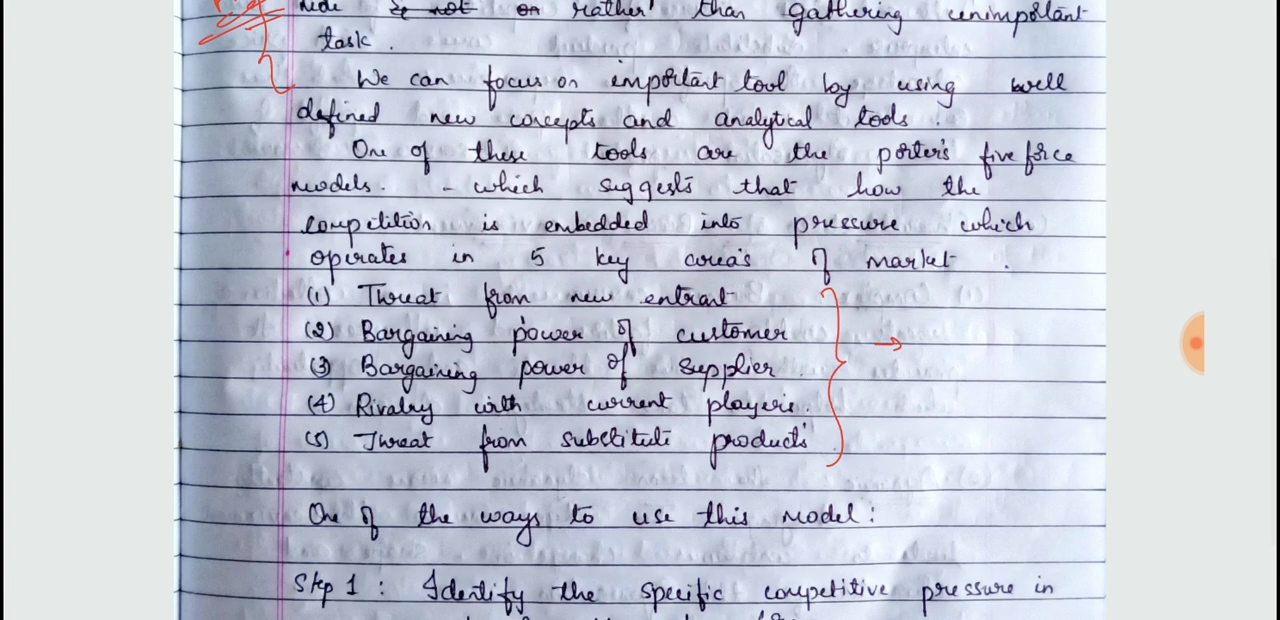 rather than gathering unimportant
task.
We can focus on important tool by using well
defined new concepts and analytical tools.
One of these tools are the porter's five force
models. - which suggests that how the
competition is embedded into pressure which
operates in 5 key area's of market.
(1) Threat from new entrant
(2) Bargaining power of customer
(3) Bargaining power of supplier.
(4) Rivalry with current players.
(5) Threat from substitute products
One of the ways to use this model:
Step 1: Identify the specific competitive pressure in